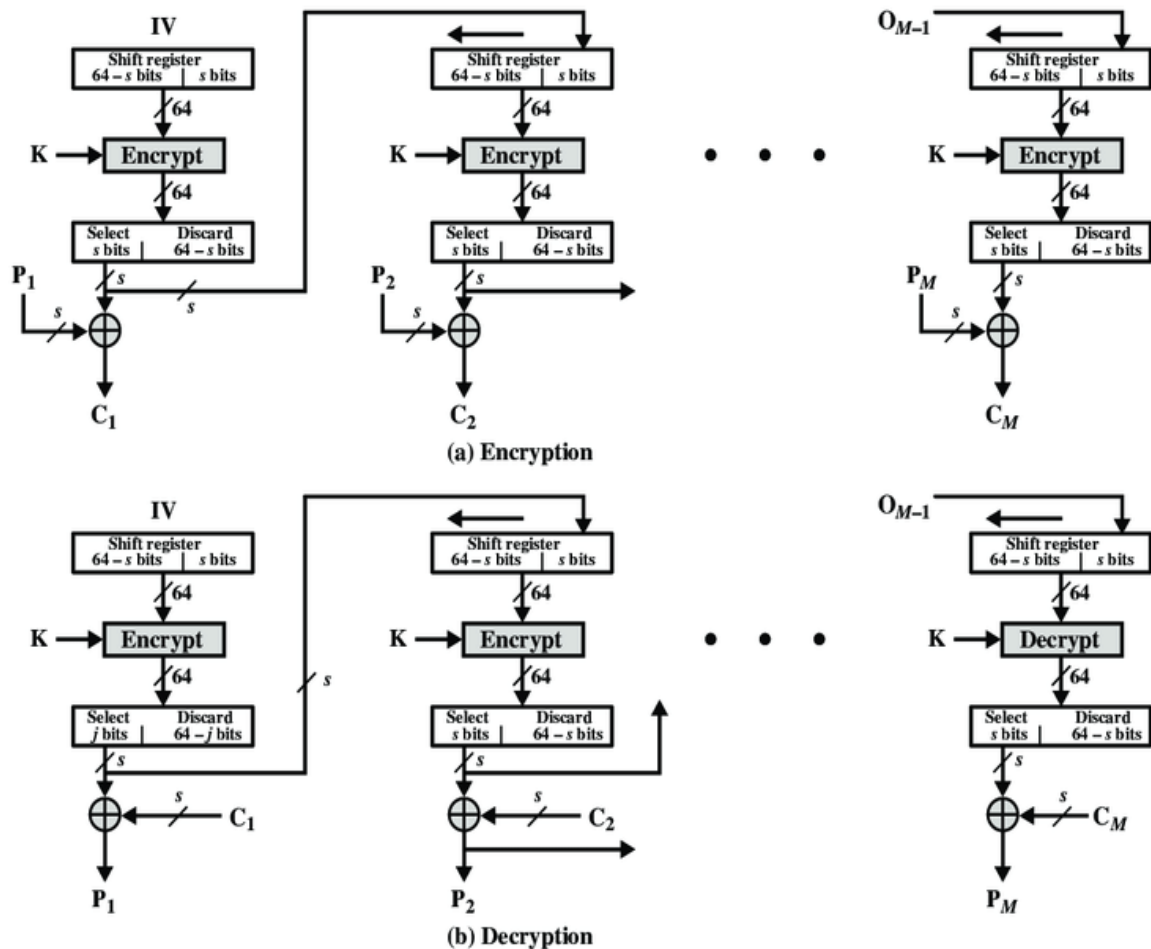 IV
O_{M-1}
Shift register
64 – s bits | s bits
Shift register
64 – s bits | s bits
Shift register
64 – s bits | s bits
64
64
64
K
Encrypt
K
Encrypt
K
Encrypt
64
64
64
Select Discard
s bits | 64 – s bits
Select Discard
s bits | 64 – s bits
Select Discard
s bits | 64 – s bits
P_1
s
s
P_2
s
P_M
s
s
s
s
C_1
C_2
C_M
(a) Encryption
IV
O_{M-1}
Shift register
64 – s bits | s bits
Shift register
64 – s bits | s bits
Shift register
64 – s bits | s bits
64
64
64
K
Encrypt
K
Encrypt
K
Decrypt
64
s
64
64
Select Discard
j bits | 64 – j bits
Select Discard
s bits | 64 – s bits
Select Discard
s bits | 64 – s bits
s
s
s
s
C_1
s
C_2
s
C_M
P_1
P_2
P_M
(b) Decryption